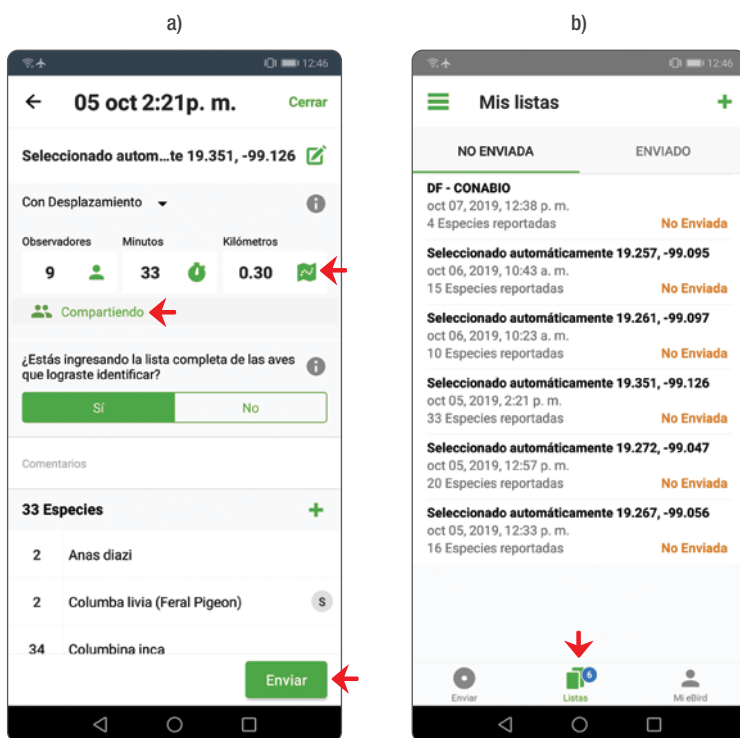 a)
12:46
05 oct 2:21p. m.
Cerrar
Seleccionado autom...te 19.351, -99.126
Con Desplazamiento
Observadores Minutos Kilómetros
9 33 0.30
Compartiendo
¿Estás ingresando la lista completa de las aves
que lograste identificar?
Sí No
Comentarios
33 Especies
2 Anas diazi
2 Columba livia (Feral Pigeon) S
34 Columbina inca
Enviar
b)
12:46
Mis listas
NO ENVIADA ENVIADO
DF - CONABIO
oct 07, 2019, 12:38 p. m.
4 Especies reportadas No Enviada
Seleccionado automáticamente 19.257, -99.095
oct 06, 2019, 10:43 a. m.
15 Especies reportadas No Enviada
Seleccionado automáticamente 19.261, -99.097
oct 06, 2019, 10:23 a. m.
10 Especies reportadas No Enviada
Seleccionado automáticamente 19.351, -99.126
oct 05, 2019, 2:21 p. m.
33 Especies reportadas No Enviada
Seleccionado automáticamente 19.272, -99.047
oct 05, 2019, 12:57 p. m.
20 Especies reportadas No Enviada
Seleccionado automáticamente 19.267, -99.056
oct 05, 2019, 12:33 p. m.
16 Especies reportadas No Enviada
6
Enviar Listas Mi eBird